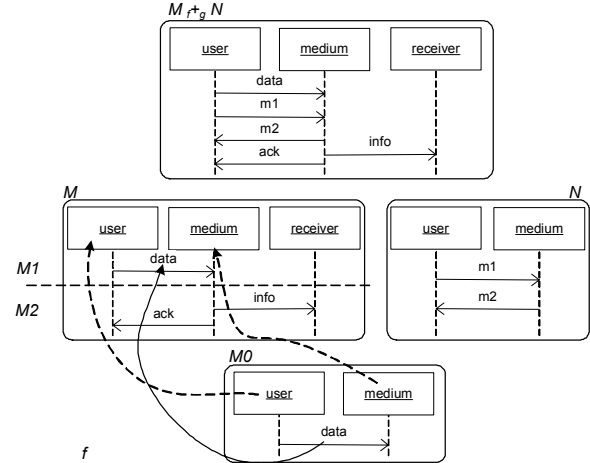 M f+g N
user medium receiver
data
m1
m2
info
ack
M N
user medium receiver user medium
data
m1
M1
info
m2
M2
ack
M0
user medium
data
f